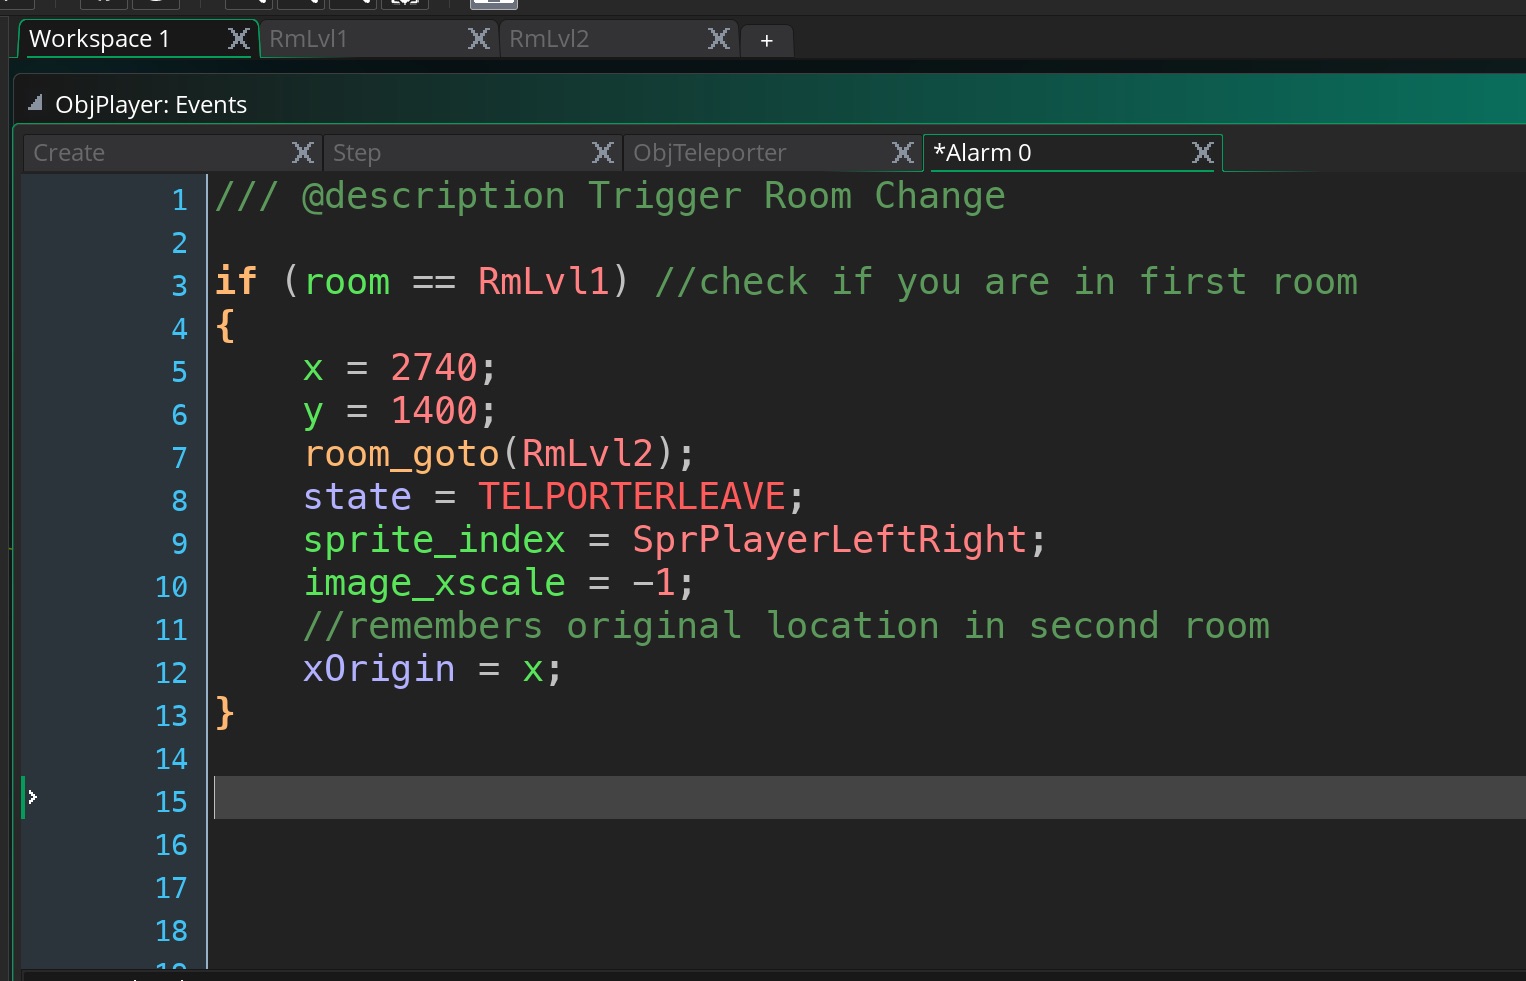 Workspace 1 RmLvl1 RmLvl2 +
ObjPlayer: Events
Create Step ObjTeleporter *Alarm 0
1 /// @description Trigger Room Change
2
3 if (room == RmLvl1) //check if you are in first room
4 {
5 x = 2740;
6 y = 1400;
7 room_goto(RmLvl2);
8 state = TELPORTERLEAVE;
9 sprite_index = SprPlayerLeftRight;
10 image_xscale = -1;
11 //remembers original location in second room
12 xOrigin = x;
13 }
14
15
16
17
18